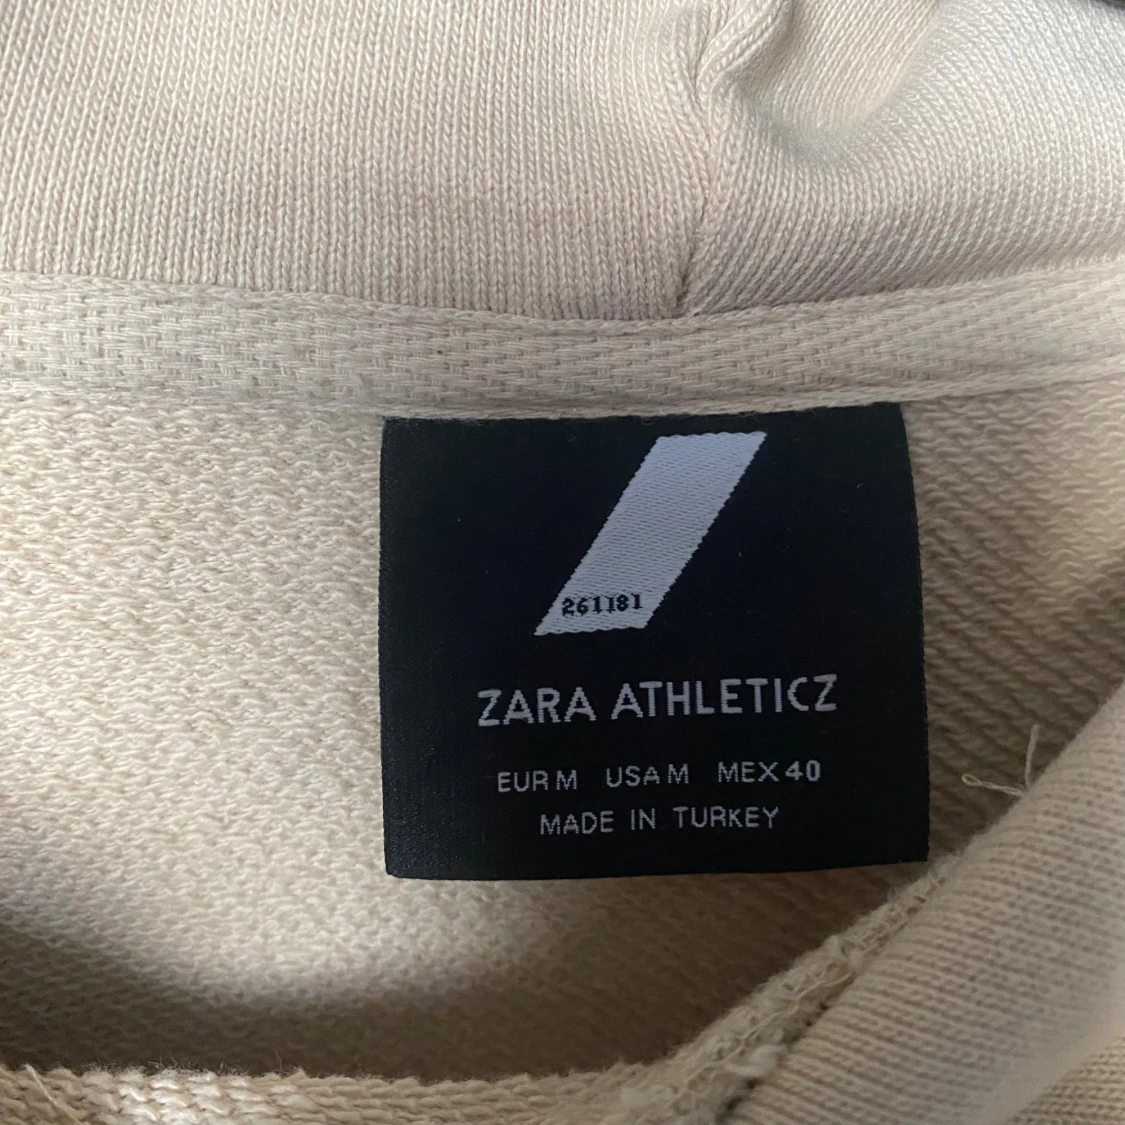 261181
ZARA ATHLETICZ
EUR M USA M MEX 40
MADE IN TURKEY